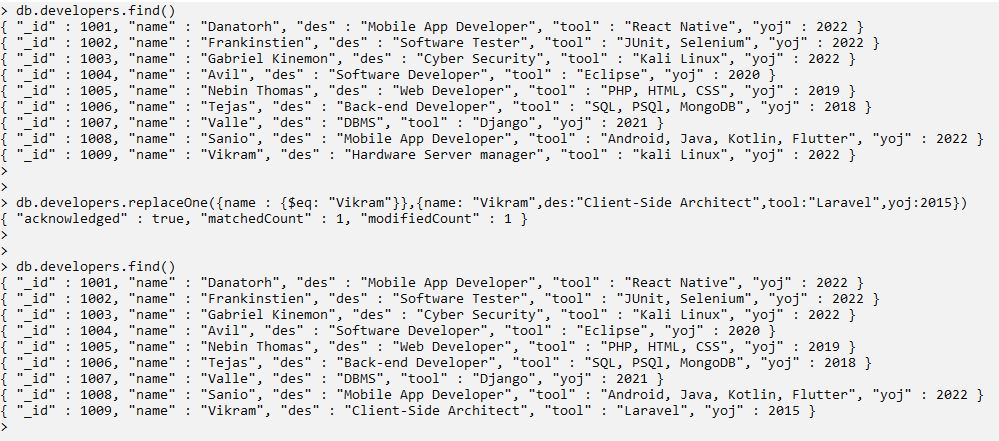 > db.developers.find()
{ "_id" : 1001, "name" : "Danatorh", "des" : "Mobile App Developer", "tool" : "React Native", "yoj" : 2022 }
{ "_id" : 1002, "name" : "Frankinstien", "des" : "Software Tester", "tool" : "JUnit, Selenium", "yoj" : 2022 }
{ "_id" : 1003, "name" : "Gabriel Kinemon", "des" : "Cyber Security", "tool" : "Kali Linux", "yoj" : 2022 }
{ "_id" : 1004, "name" : "Avil", "des" : "Software Developer", "tool" : "Eclipse", "yoj" : 2020 }
{ "_id" : 1005, "name" : "Nebin Thomas", "des" : "Web Developer", "tool" : "PHP, HTML, CSS", "yoj" : 2019 }
{ "_id" : 1006, "name" : "Tejas", "des" : "Back-end Developer", "tool" : "SQL, PSQl, MongoDB", "yoj" : 2018 }
{ "_id" : 1007, "name" : "Valle", "des" : "DBMS", "tool" : "Django", "yoj" : 2021 }
{ "_id" : 1008, "name" : "Sanio", "des" : "Mobile App Developer", "tool" : "Android, Java, Kotlin, Flutter", "yoj" : 2022 }
{ "_id" : 1009, "name" : "Vikram", "des" : "Hardware Server manager", "tool" : "kali Linux", "yoj" : 2022 }
>
>
> db.developers.replaceOne({name : {$eq: "Vikram"}},{name: "Vikram",des:"Client-Side Architect",tool:"Laravel",yoj:2015})
{ "acknowledged" : true, "matchedCount" : 1, "modifiedCount" : 1 }
>
>
> db.developers.find()
{ "_id" : 1001, "name" : "Danatorh", "des" : "Mobile App Developer", "tool" : "React Native", "yoj" : 2022 }
{ "_id" : 1002, "name" : "Frankinstien", "des" : "Software Tester", "tool" : "JUnit, Selenium", "yoj" : 2022 }
{ "_id" : 1003, "name" : "Gabriel Kinemon", "des" : "Cyber Security", "tool" : "Kali Linux", "yoj" : 2022 }
{ "_id" : 1004, "name" : "Avil", "des" : "Software Developer", "tool" : "Eclipse", "yoj" : 2020 }
{ "_id" : 1005, "name" : "Nebin Thomas", "des" : "Web Developer", "tool" : "PHP, HTML, CSS", "yoj" : 2019 }
{ "_id" : 1006, "name" : "Tejas", "des" : "Back-end Developer", "tool" : "SQL, PSQl, MongoDB", "yoj" : 2018 }
{ "_id" : 1007, "name" : "Valle", "des" : "DBMS", "tool" : "Django", "yoj" : 2021 }
{ "_id" : 1008, "name" : "Sanio", "des" : "Mobile App Developer", "tool" : "Android, Java, Kotlin, Flutter", "yoj" : 2022 }
{ "_id" : 1009, "name" : "Vikram", "des" : "Client-Side Architect", "tool" : "Laravel", "yoj" : 2015 }
>